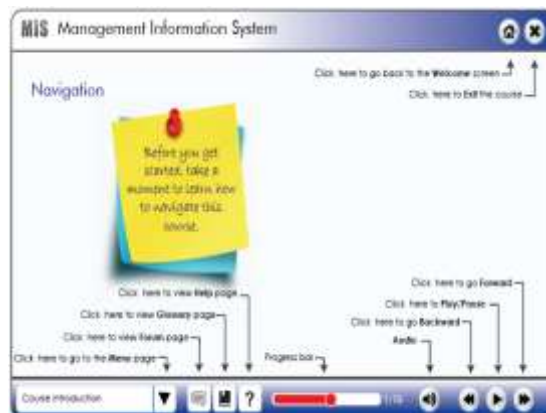 MIS Management Information System
Click here to go back to the Welcome screen
Click here to Exit the course
Navigation
Before you get
started, take a
moment to learn how
to navigate this
course.
Click here to go Forward
Click here to view Help page
Click here to Play/Pause
Click here to view Glossary page
Click here to go Backward
Click here to view Forum page
Audio
Click here to go to the Menu page
Progress bar
Course Introduction
?